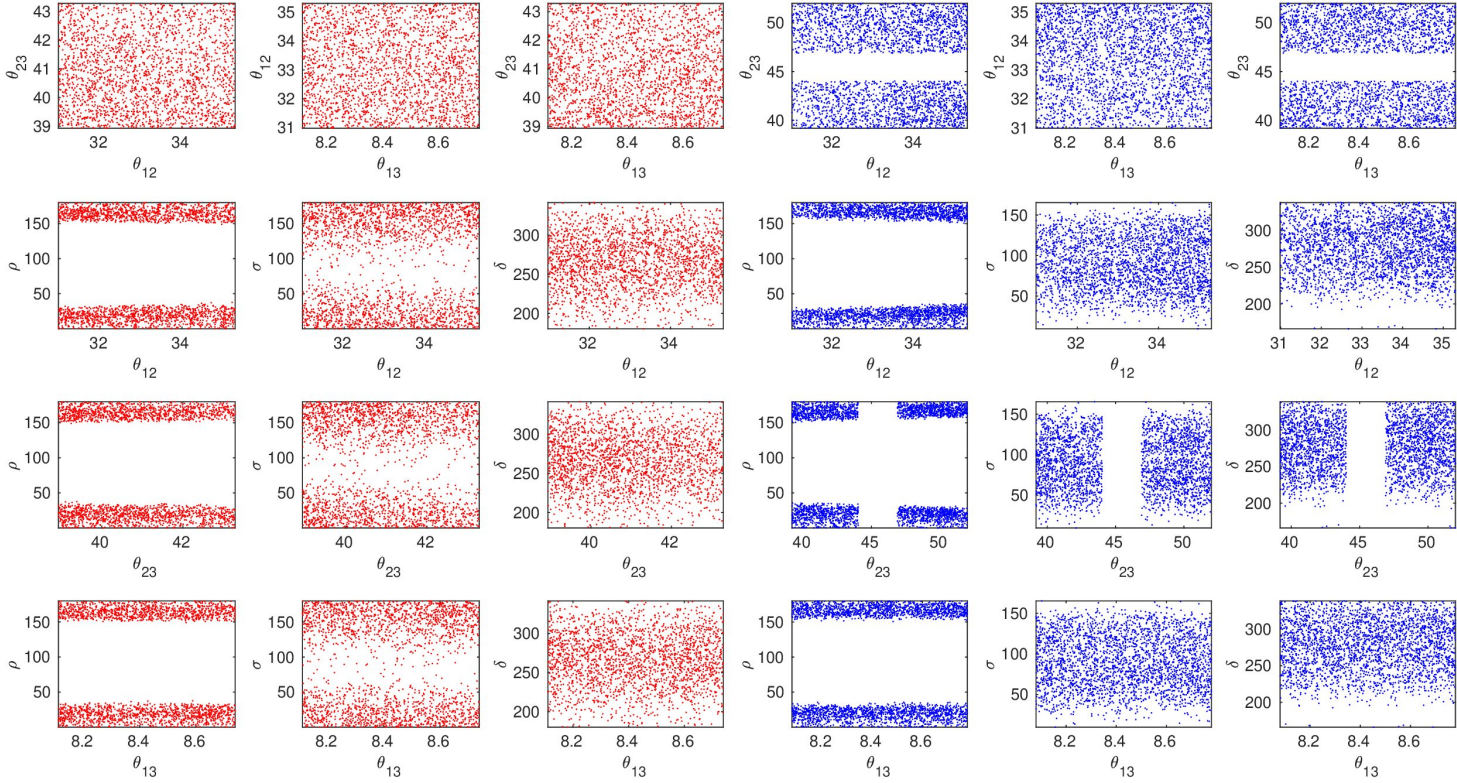 43 42 41 40 39 θ23 32 34 θ12
35 34 33 32 31 θ12 8.2 8.4 8.6 θ13
43 42 41 40 39 θ23 8.2 8.4 8.6 θ13
50 45 40 θ23 32 34 θ12
35 34 33 32 31 θ12 8.2 8.4 8.6 θ13
50 45 40 θ23 8.2 8.4 8.6 θ13
150 100 50 ρ 32 34 θ12
150 100 50 σ 32 34 θ12
300 250 200 δ 32 34 θ12
150 100 50 ρ 32 34 θ12
150 100 50 σ 32 34 θ12
300 250 200 δ 31 32 33 34 35 θ12
150 100 50 ρ 40 42 θ23
150 100 50 σ 40 42 θ23
300 250 200 δ 40 42 θ23
150 100 50 ρ 40 45 50 θ23
150 100 50 σ 40 45 50 θ23
300 250 200 δ 40 45 50 θ23
150 100 50 ρ 8.2 8.4 8.6 θ13
150 100 50 σ 8.2 8.4 8.6 θ13
300 250 200 δ 8.2 8.4 8.6 θ13
150 100 50 ρ 8.2 8.4 8.6 θ13
150 100 50 σ 8.2 8.4 8.6 θ13
300 250 200 δ 8.2 8.4 8.6 θ13